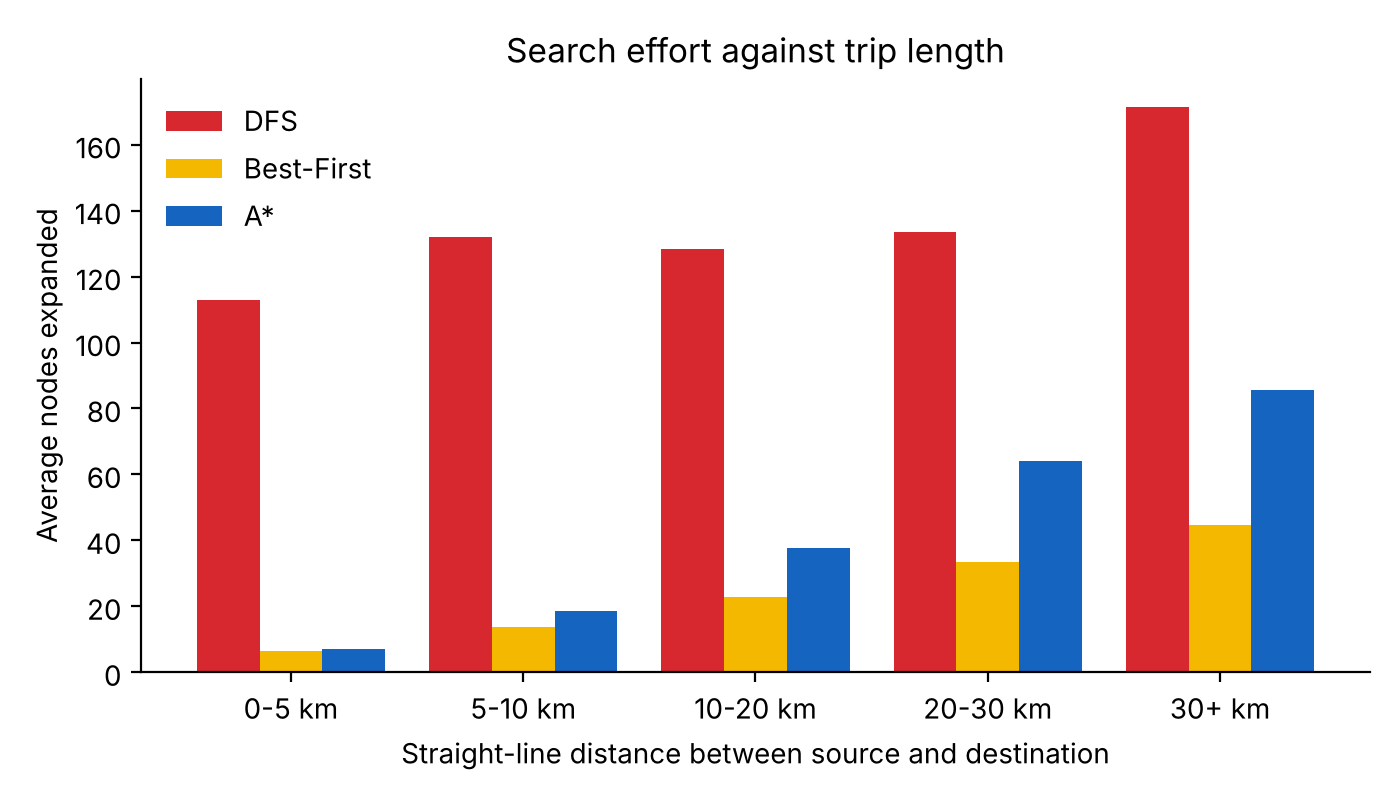 Search effort against trip length
DFS
Best-First
A*
Average nodes expanded
160
140
120
100
80
60
40
20
0
0-5 km
5-10 km
10-20 km
20-30 km
30+ km
Straight-line distance between source and destination